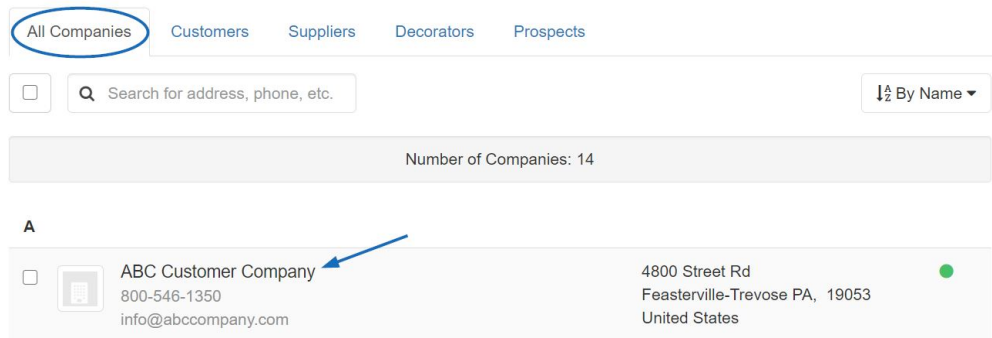 All Companies Customers Suppliers Decorators Prospects
Search for address, phone, etc. By Name
Number of Companies: 14
A
ABC Customer Company 4800 Street Rd
800-546-1350 Feasterville-Trevose PA, 19053
info@abccompany.com United States